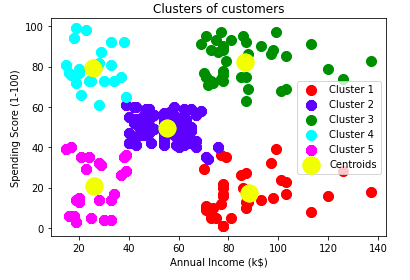 Clusters of customers
Spending Score (1-100)
100
80
60
40
20
0
Cluster 1
Cluster 2
Cluster 3
Cluster 4
Cluster 5
Centroids
20
40
60
80
100
120
140
Annual Income (k$)